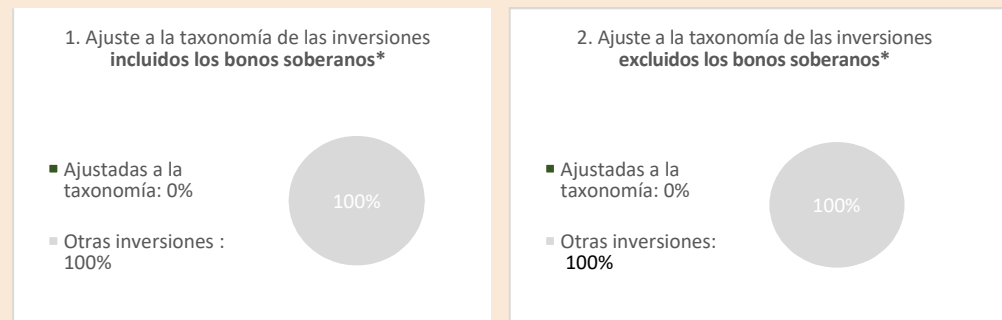 1. Ajuste a la taxonomía de las inversiones
incluidos los bonos soberanos*
Ajustadas a la
taxonomía: 0%
Otras inversiones :
100%
100%
2. Ajuste a la taxonomía de las inversiones
excluidos los bonos soberanos*
Ajustadas a la
taxonomía: 0%
Otras inversiones:
100%
100%